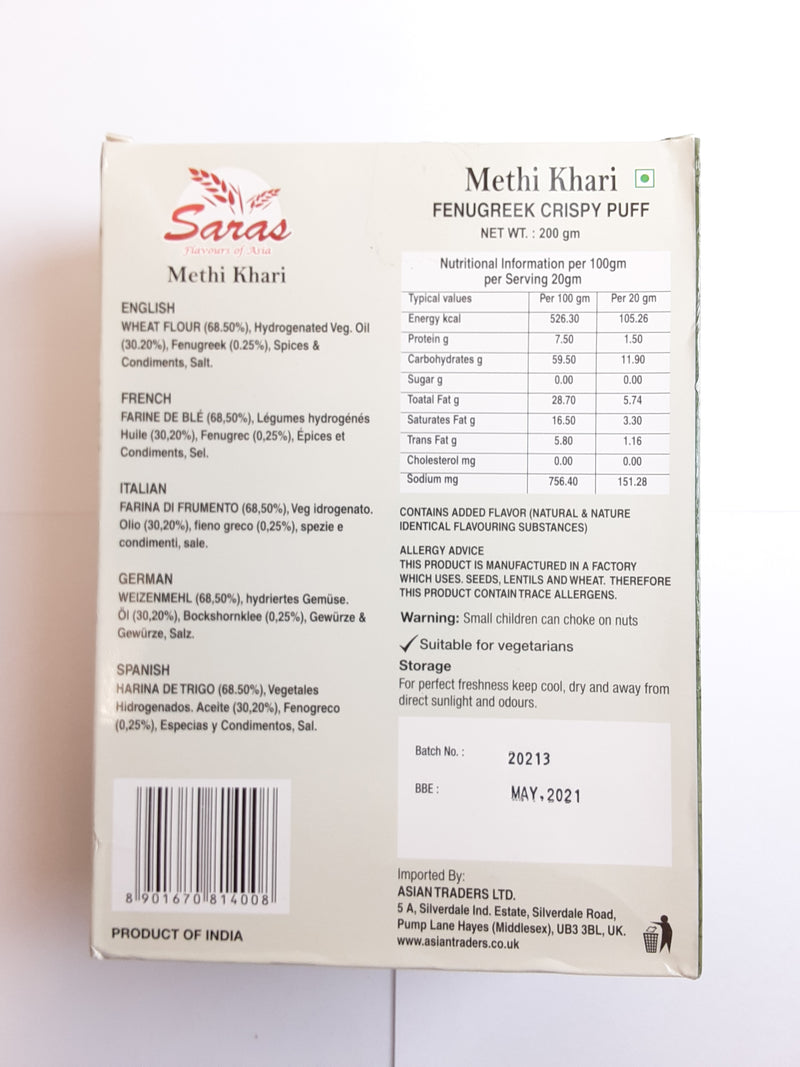 Saras
Flavours of Asia
Methi Khari
ENGLISH
WHEAT FLOUR (68.50%), Hydrogenated Veg. Oil
(30.20%), Fenugreek (0.25%), Spices &
Condiments, Salt.
FRENCH
FARINE DE BLÉ (68,50%), Légumes hydrogénés
Huile (30,20%), Fenugrec (0,25%), Épices et
Condiments, Sel.
ITALIAN
FARINA DI FRUMENTO (68,50%), Veg idrogenato.
Olio (30,20%), fieno greco (0,25%), spezie e
condimenti, sale.
GERMAN
WEIZENMEHL (68,50%), hydriertes Gemüse.
Öl (30,20%), Bockshornklee (0,25%), Gewürze &
Gewürze, Salz.
SPANISH
HARINA DE TRIGO (68.50%), Vegetales
Hidrogenados. Aceite (30,20%), Fenogreco
(0,25%), Especias y Condimentos, Sal.
8 901670 814008
PRODUCT OF INDIA
Methi Khari
FENUGREEK CRISPY PUFF
NET WT. : 200 gm
Nutritional Information per 100gm
per Serving 20gm
Typical values Per 100 gm Per 20 gm
Energy kcal 526.30 105.26
Protein g 7.50 1.50
Carbohydrates g 59.50 11.90
Sugar g 0.00 0.00
Toatal Fat g 28.70 5.74
Saturates Fat g 16.50 3.30
Trans Fat g 5.80 1.16
Cholesterol mg 0.00 0.00
Sodium mg 756.40 151.28
CONTAINS ADDED FLAVOR (NATURAL & NATURE
IDENTICAL FLAVOURING SUBSTANCES)
ALLERGY ADVICE
THIS PRODUCT IS MANUFACTURED IN A FACTORY
WHICH USES. SEEDS, LENTILS AND WHEAT. THEREFORE
THIS PRODUCT CONTAIN TRACE ALLERGENS.
Warning: Small children can choke on nuts
Suitable for vegetarians
Storage
For perfect freshness keep cool, dry and away from
direct sunlight and odours.
Batch No. : 20213
BBE : MAY.2021
Imported By:
ASIAN TRADERS LTD.
5 A, Silverdale Ind. Estate, Silverdale Road,
Pump Lane Hayes (Middlesex), UB3 3BL, UK.
www.asiantraders.co.uk